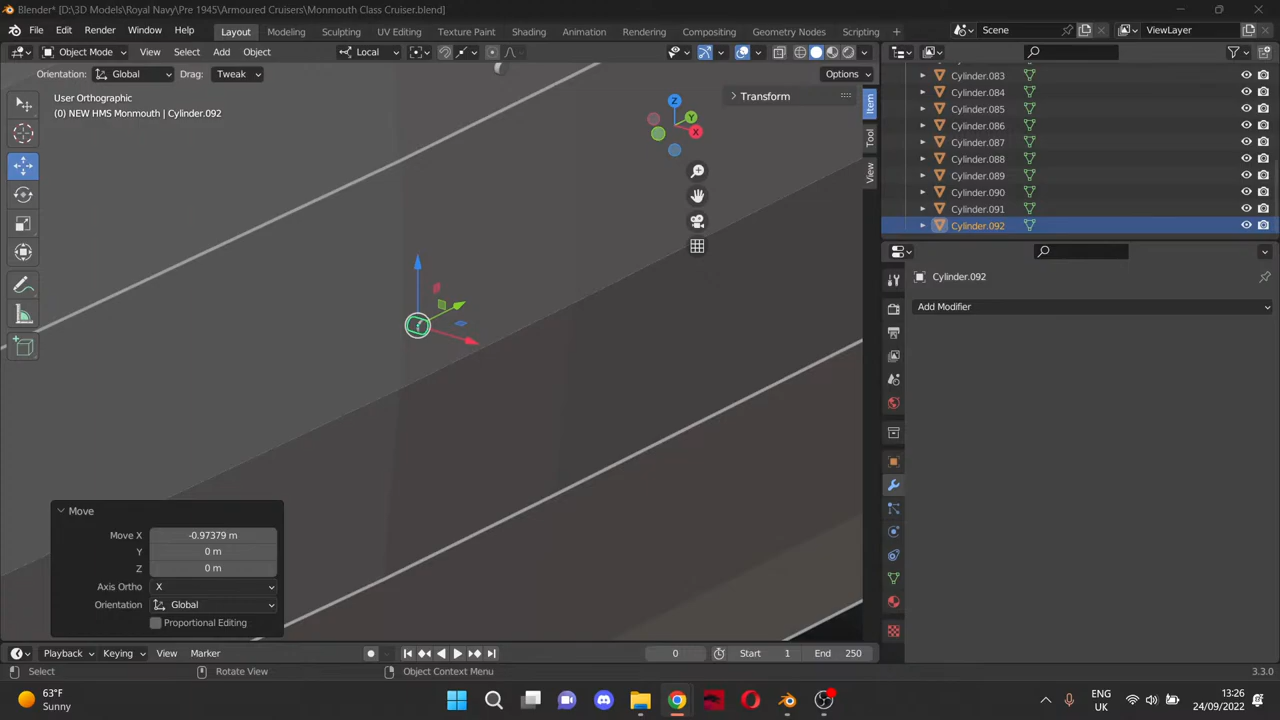 Blender* [D:\3D Models\Royal Navy\Pre 1945\Armoured Cruisers\Monmouth Class Cruiser.blend]
File Edit Render Window Help Layout Modeling Sculpting UV Editing Texture Paint Shading Animation Rendering Compositing Geometry Nodes Scripting + Scene ViewLayer
Object Mode View Select Add Object Local
Orientation: Global Drag: Tweak Options
User Orthographic
(0) NEW HMS Monmouth | Cylinder.092
Transform
Z
Y
X
Item
Tool
View
Cylinder.083
Cylinder.084
Cylinder.085
Cylinder.086
Cylinder.087
Cylinder.088
Cylinder.089
Cylinder.090
Cylinder.091
Cylinder.092
Cylinder.092
Add Modifier
Move
Move X -0.97379 m
Y 0 m
Z 0 m
Axis Ortho X
Orientation Global
Proportional Editing
Playback Keying View Marker 0 Start 1 End 250
Select Rotate View Object Context Menu 3.3.0
63°F
Sunny
ENG
UK
13:26
24/09/2022